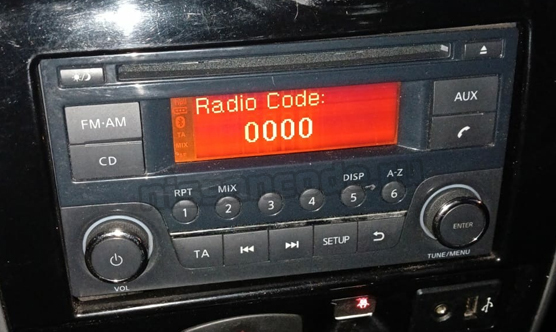 Radio Code:
0000
FM·AM
CD
AUX
TA
RPT
MIX
DISP
A-Z
1
2
3
4
5
6
TA
SETUP
VOL
ENTER
TUNE/MENU